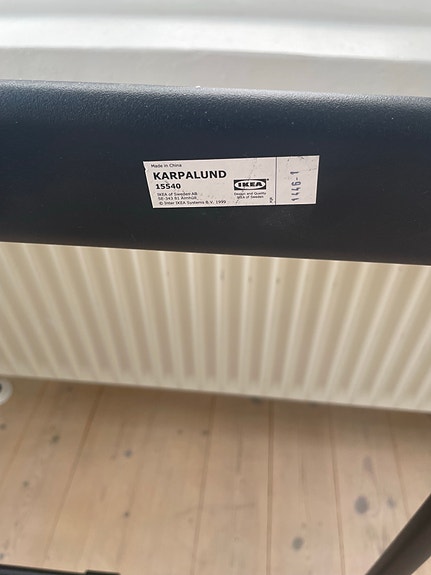 Made in China
KARPALUND
15540
IKEA of Sweden AB
SE-343 81 Älmhult
© Inter IKEA Systems B.V. 1999
IKEA
Design and Quality
IKEA of Sweden
1446-1